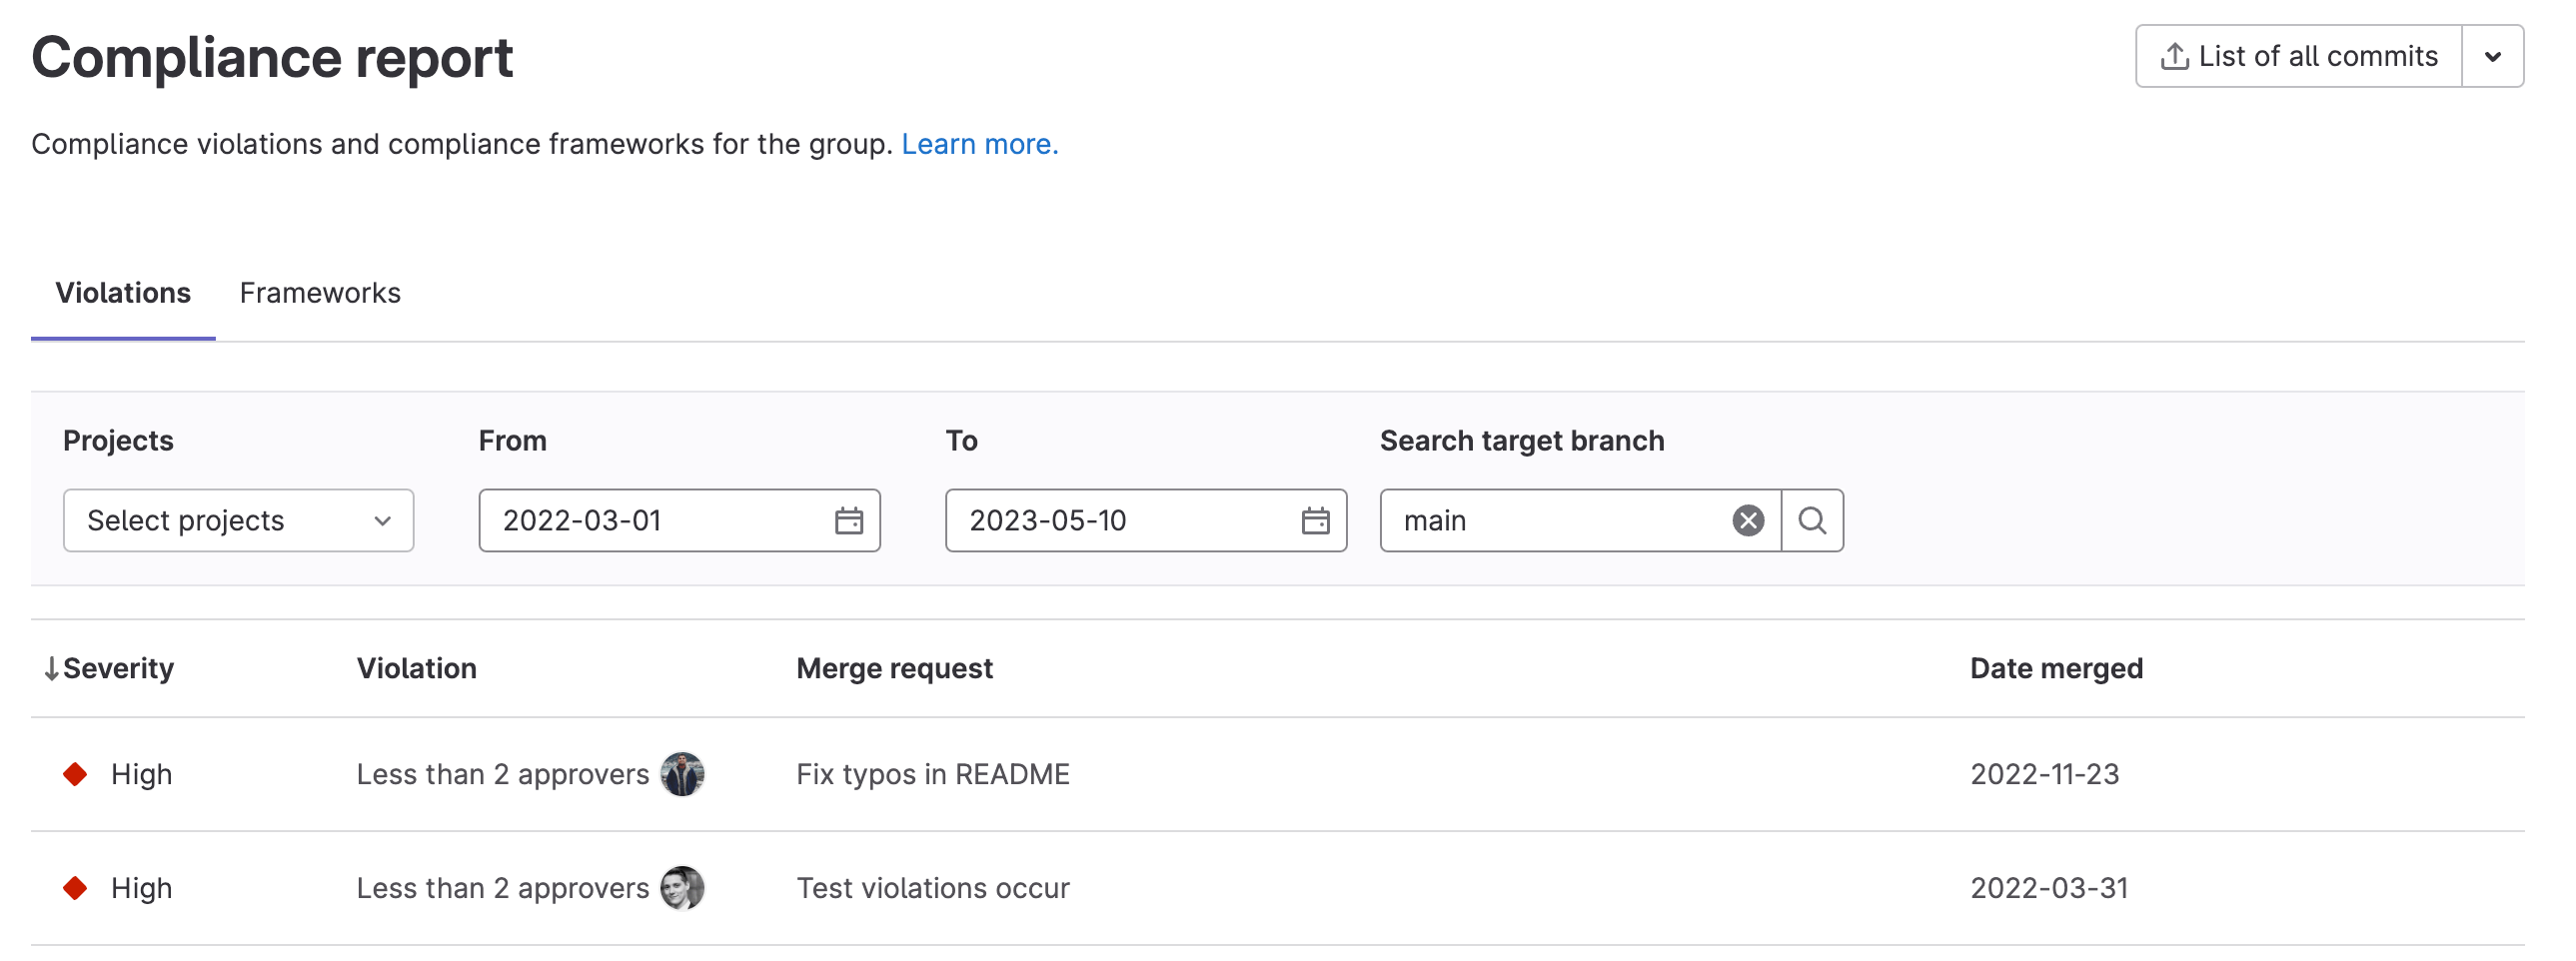 Compliance report
List of all commits
Compliance violations and compliance frameworks for the group. Learn more.
Violations Frameworks
Projects From To Search target branch
Select projects 2022-03-01 2023-05-10 main
Severity Violation Merge request Date merged
High Less than 2 approvers Fix typos in README 2022-11-23
High Less than 2 approvers Test violations occur 2022-03-31